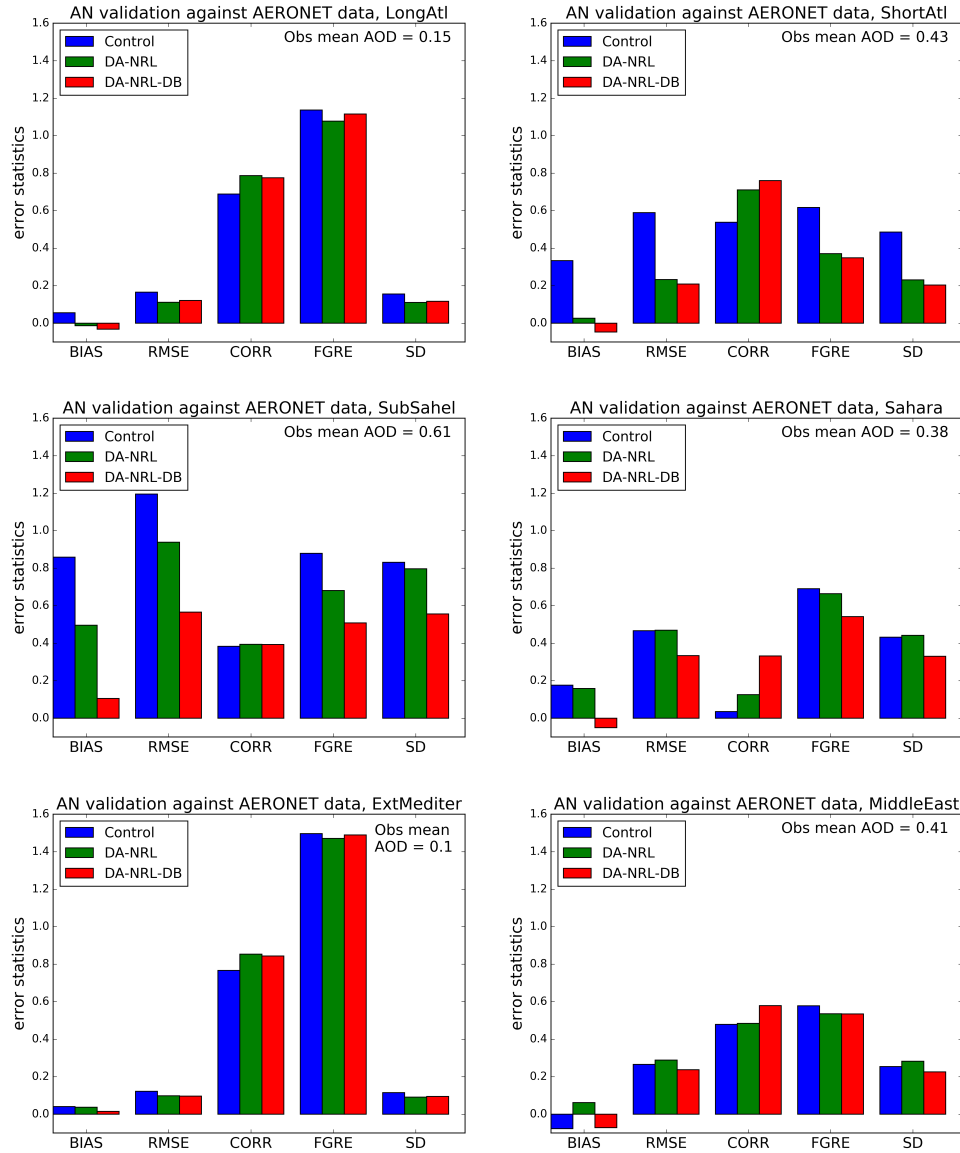 AN validation against AERONET data, LongAtl
Obs mean AOD = 0.15
Control
DA-NRL
DA-NRL-DB
error statistics
1.6
1.4
1.2
1.0
0.8
0.6
0.4
0.2
0.0
BIAS RMSE CORR FGRE SD
AN validation against AERONET data, ShortAtl
Obs mean AOD = 0.43
Control
DA-NRL
DA-NRL-DB
error statistics
1.6
1.4
1.2
1.0
0.8
0.6
0.4
0.2
0.0
BIAS RMSE CORR FGRE SD
AN validation against AERONET data, SubSahel
Obs mean AOD = 0.61
Control
DA-NRL
DA-NRL-DB
error statistics
1.6
1.4
1.2
1.0
0.8
0.6
0.4
0.2
0.0
BIAS RMSE CORR FGRE SD
AN validation against AERONET data, Sahara
Obs mean AOD = 0.38
Control
DA-NRL
DA-NRL-DB
error statistics
1.6
1.4
1.2
1.0
0.8
0.6
0.4
0.2
0.0
BIAS RMSE CORR FGRE SD
AN validation against AERONET data, ExtMediter
Obs mean
AOD = 0.1
Control
DA-NRL
DA-NRL-DB
error statistics
1.6
1.4
1.2
1.0
0.8
0.6
0.4
0.2
0.0
BIAS RMSE CORR FGRE SD
AN validation against AERONET data, MiddleEast
Obs mean AOD = 0.41
Control
DA-NRL
DA-NRL-DB
error statistics
1.6
1.4
1.2
1.0
0.8
0.6
0.4
0.2
0.0
BIAS RMSE CORR FGRE SD